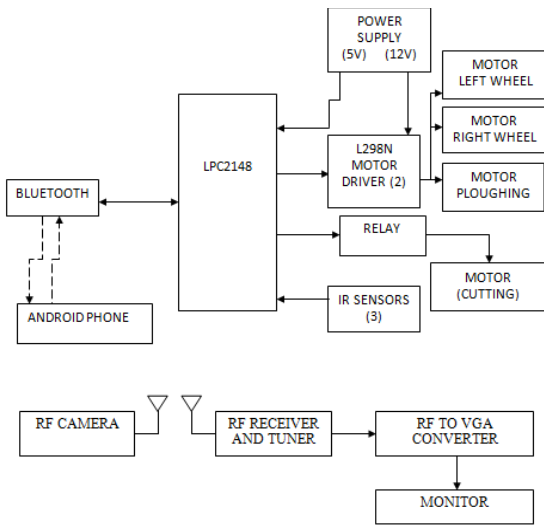 POWER
SUPPLY
(5V) (12V)
MOTOR
LEFT WHEEL
MOTOR
RIGHT WHEEL
LPC2148
L298N
MOTOR
DRIVER (2)
MOTOR
PLOUGHING
BLUETOOTH
RELAY
MOTOR
(CUTTING)
IR SENSORS
(3)
ANDROID PHONE
RF CAMERA
RF RECEIVER
AND TUNER
RF TO VGA
CONVERTER
MONITOR